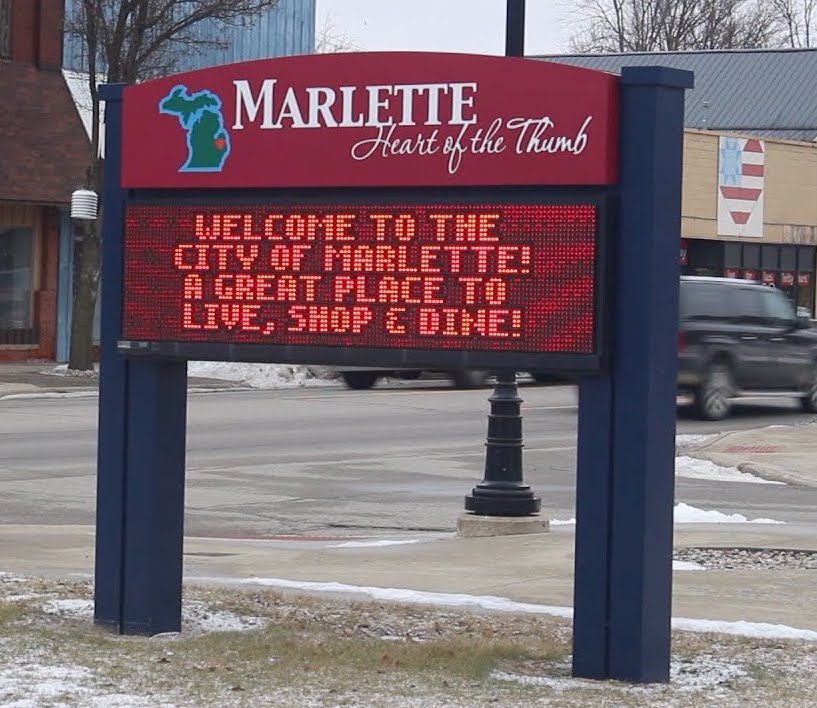 MARLETTE
Heart of the Thumb
WELCOME TO THE
CITY OF MARLETTE!
A GREAT PLACE TO
LIVE, SHOP & DINE!